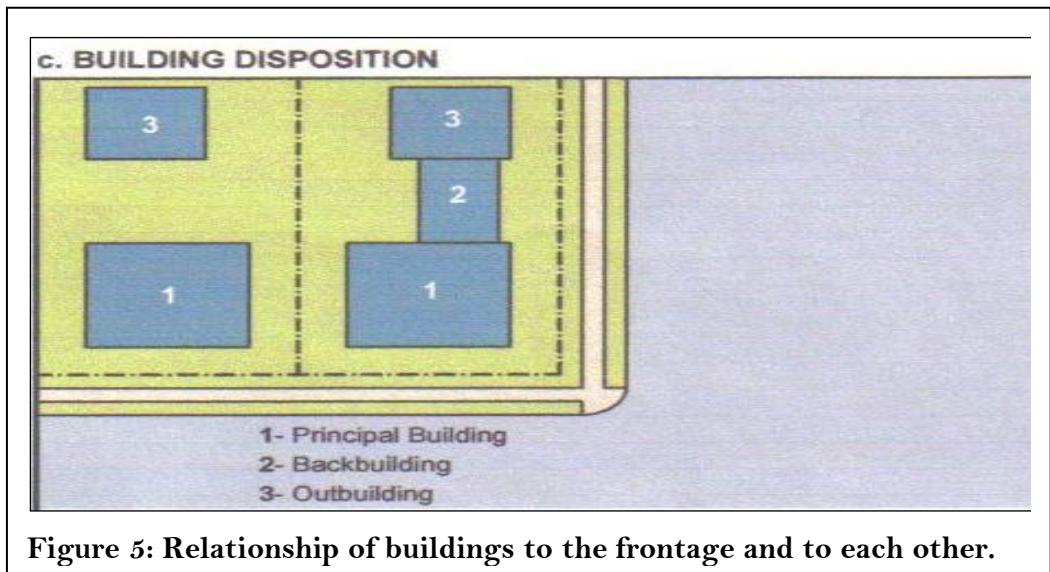 c. BUILDING DISPOSITION
3
3
2
1
1
1- Principal Building
2- Backbuilding
3- Outbuilding
Figure 5: Relationship of buildings to the frontage and to each other.